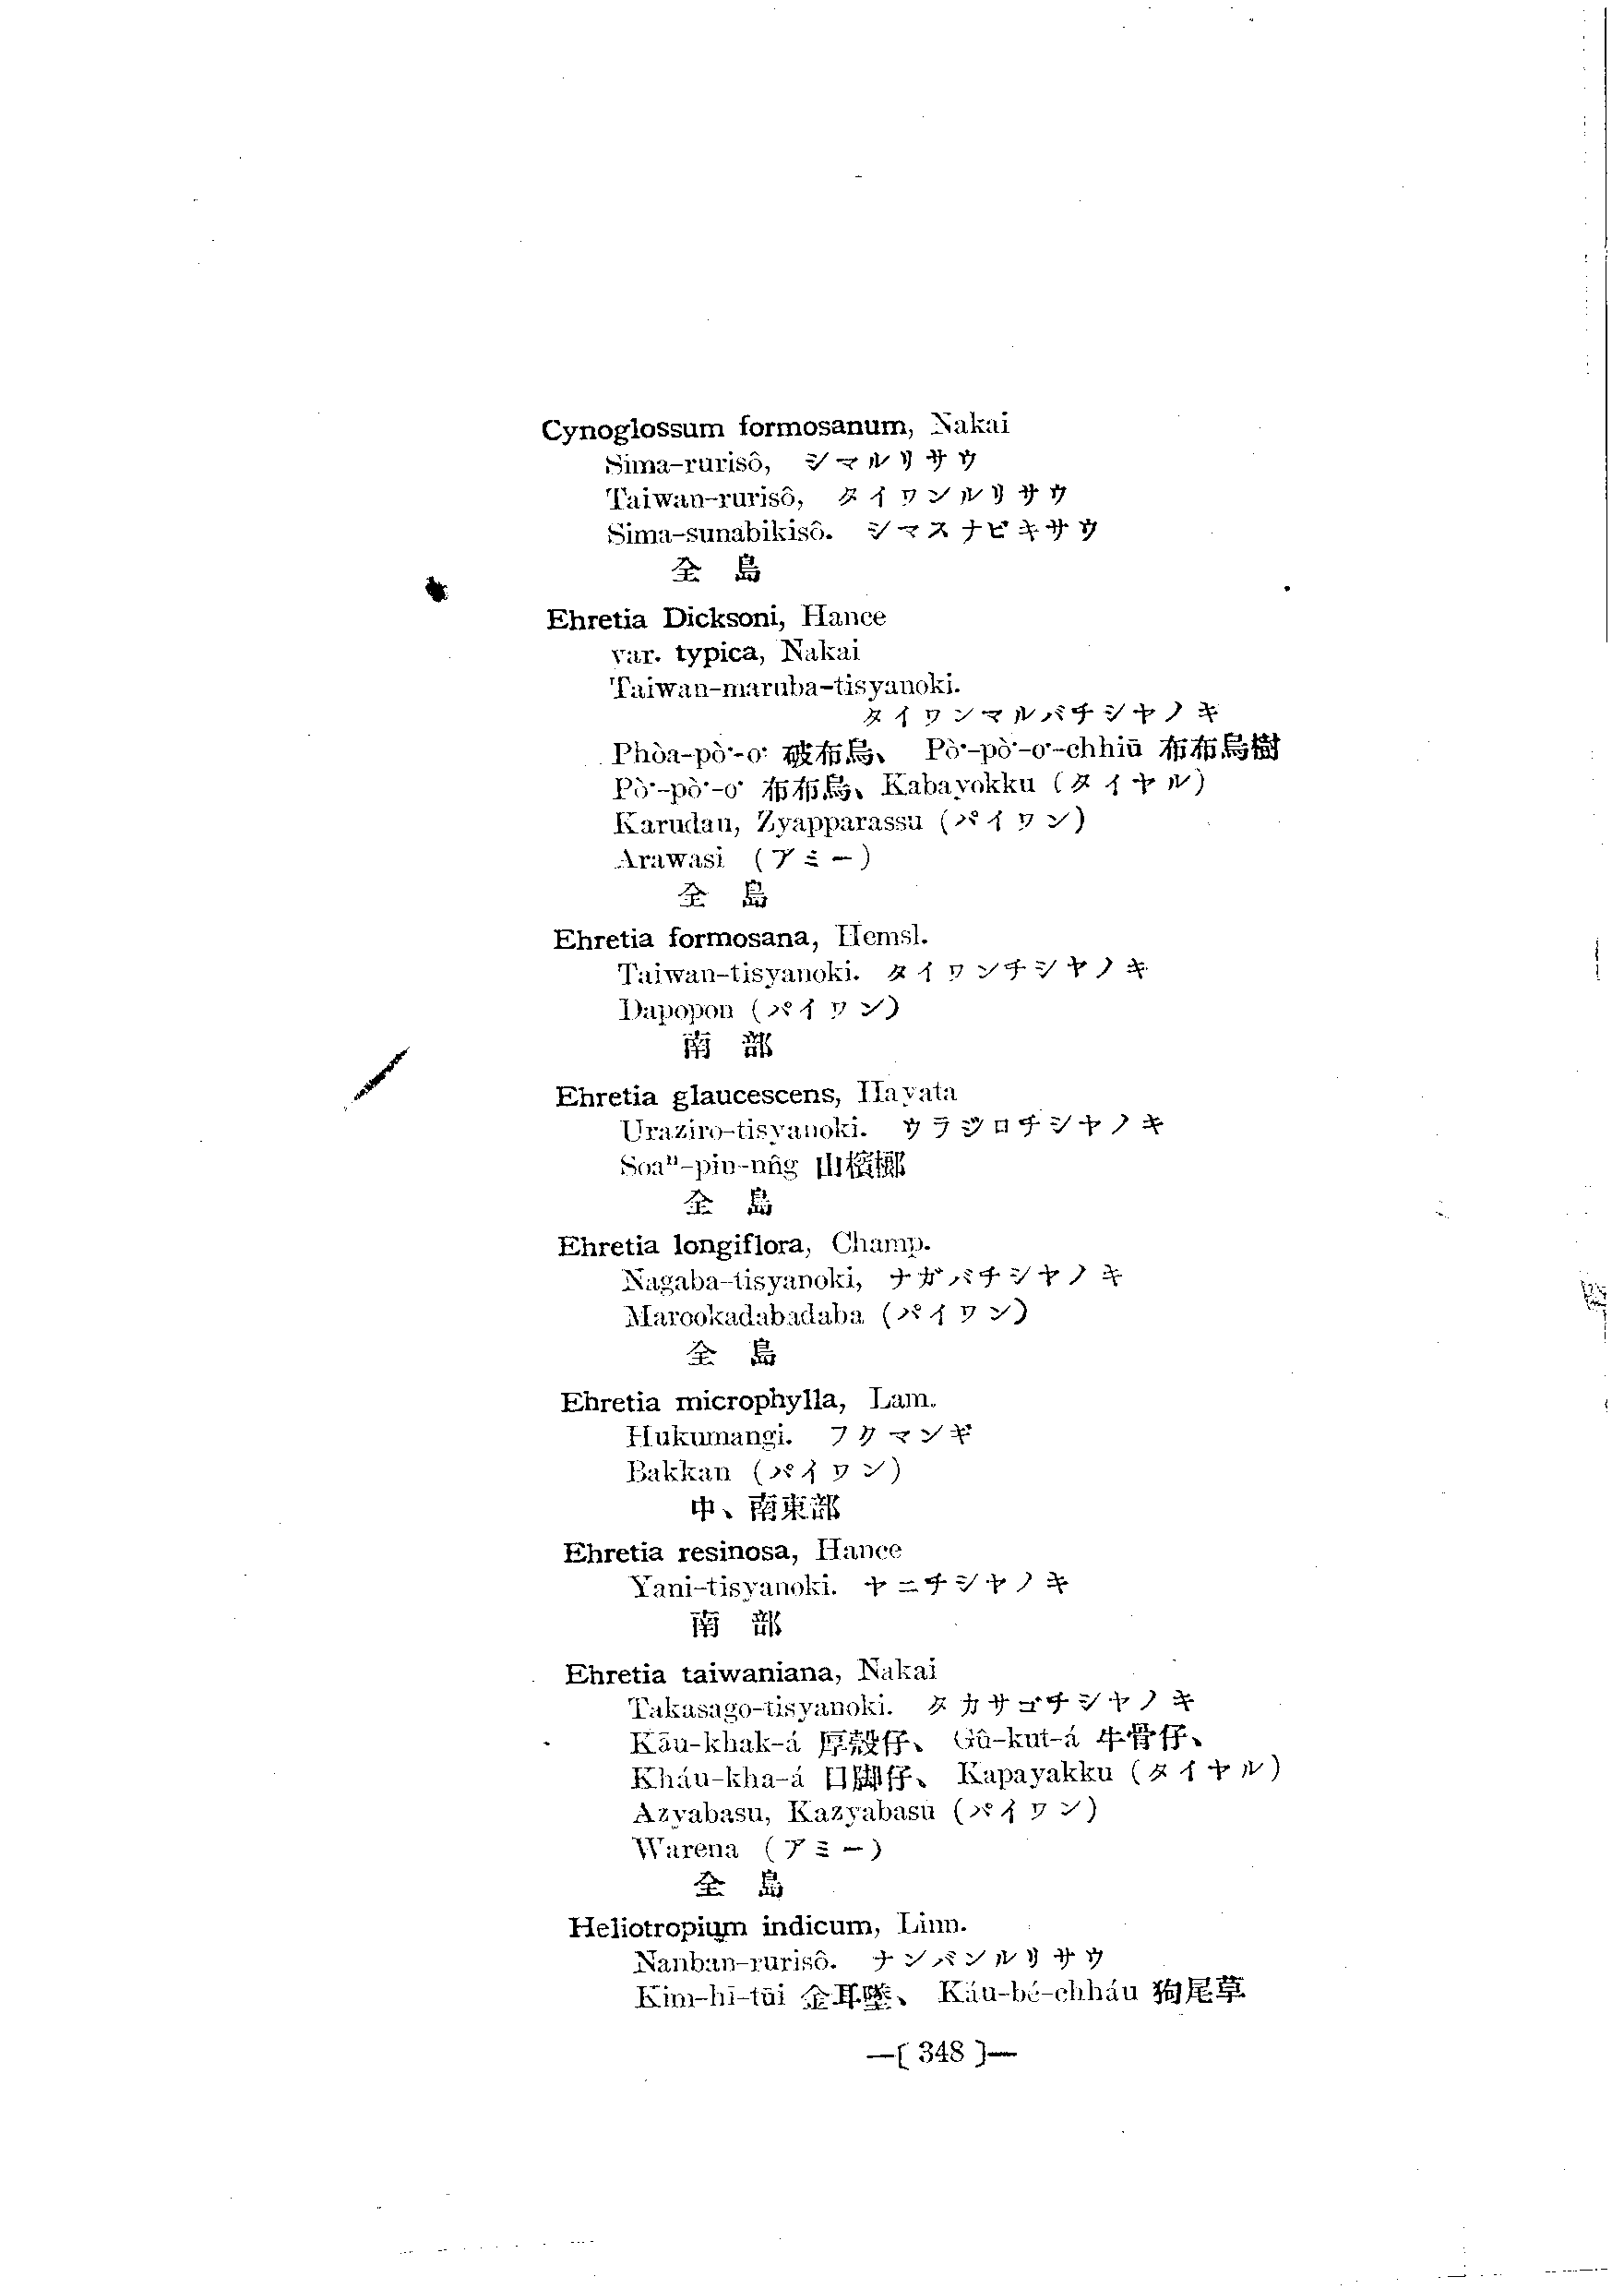 Cynoglossum formosanum, Nakai
Sima-rurisô, シマルリサウ
Taiwan-rurisô, タイワンルリサウ
Sima-sunabikisô. シマスナビキサウ
全島
Ehretia Dicksoni, Hance
var. typica, Nakai
Taiwan-maruba-tisyanoki.
タイワンマルバチシヤノキ
Phòa-pò͘-o͘ 破布烏、 Pò͘-pò͘-o͘-chhiū 布布烏樹
Pò͘-pò͘-o͘ 布布烏、Kabayokku (タイヤル)
Karudau, Zyapparassu (パイワン)
Arawasi (アミー)
全島
Ehretia formosana, Hemsl.
Taiwan-tisyanoki. タイワンチシヤノキ
Dapopon (パイワン)
南部
Ehretia glaucescens, Hayata
Uraziro-tisyanoki. ウラジロチシヤノキ
Soaⁿ-pin-nn̂g 山檳榔
全島
Ehretia longiflora, Champ.
Nagaba-tisyanoki, ナガバチシヤノキ
Marookadabadaba (パイワン)
全島
Ehretia microphylla, Lam.
Hukumangi. フクマンギ
Bakkan (パイワン)
中、南東部
Ehretia resinosa, Hance
Yani-tisyanoki. ヤニチシヤノキ
南部
Ehretia taiwaniana, Nakai
Takasago-tisyanoki. タカサゴチシヤノキ
Kāu-khak-á 厚殼仔、 Gû-kut-á 牛骨仔、
Kháu-kha-á 口脚仔、 Kapayakku (タイヤル)
Azyabasu, Kazyabasu (パイワン)
Warena (アミー)
全島
Heliotropium indicum, Linn.
Nanban-rurisô. ナンバンルリサウ
Kim-hī-tūi 金耳墜、 Káu-bé-chháu 狗尾草
—( 348 )—